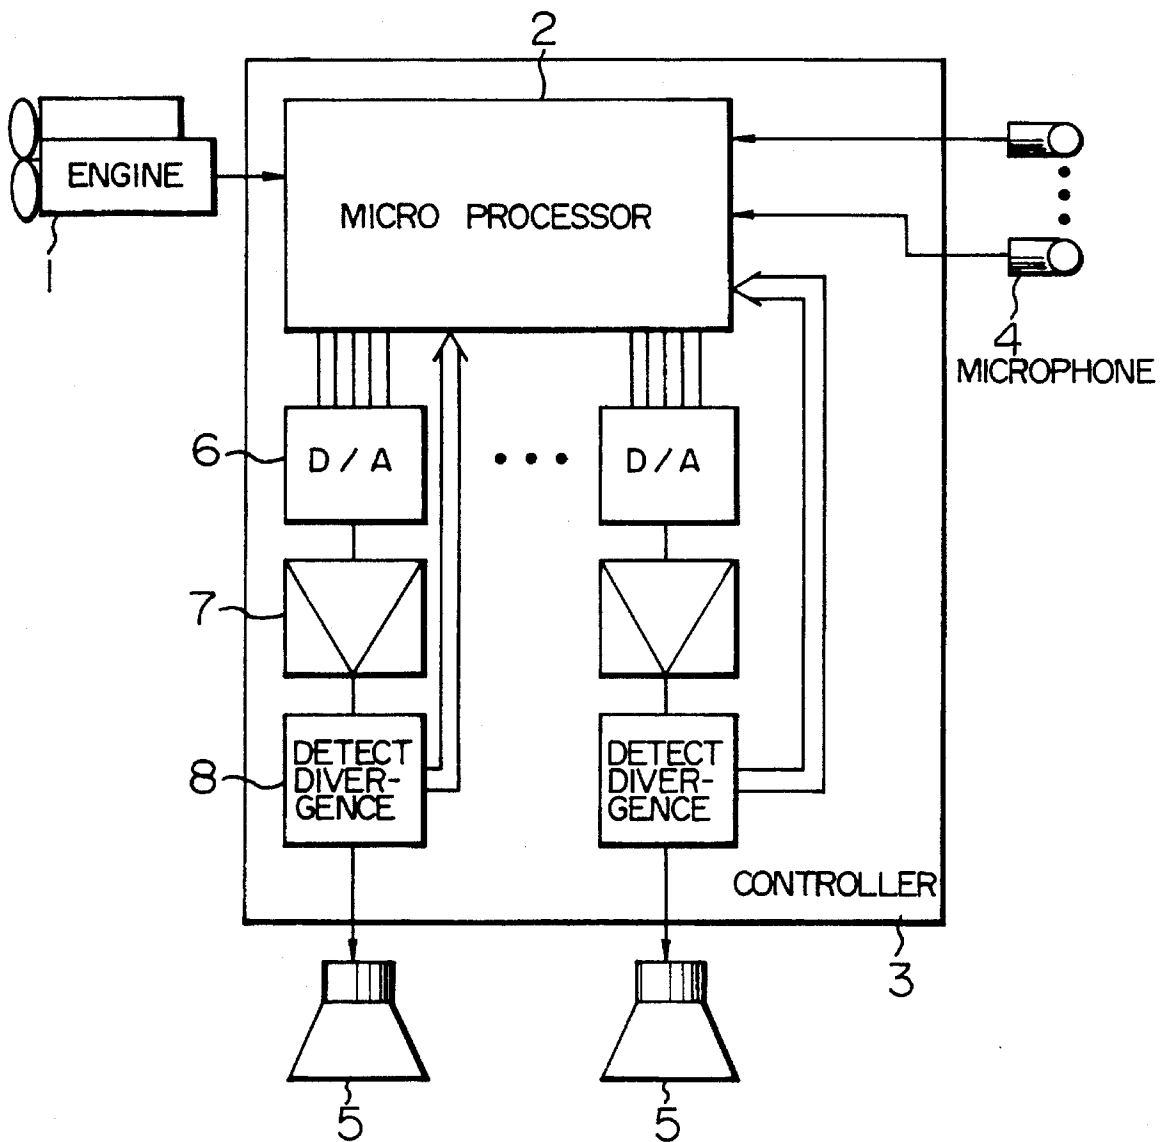 2
ENGINE
MICRO PROCESSOR
1
4
MICROPHONE
6
D/A
D/A
7
8
DETECT
DIVER-
GENCE
DETECT
DIVER-
GENCE
CONTROLLER
3
5
5